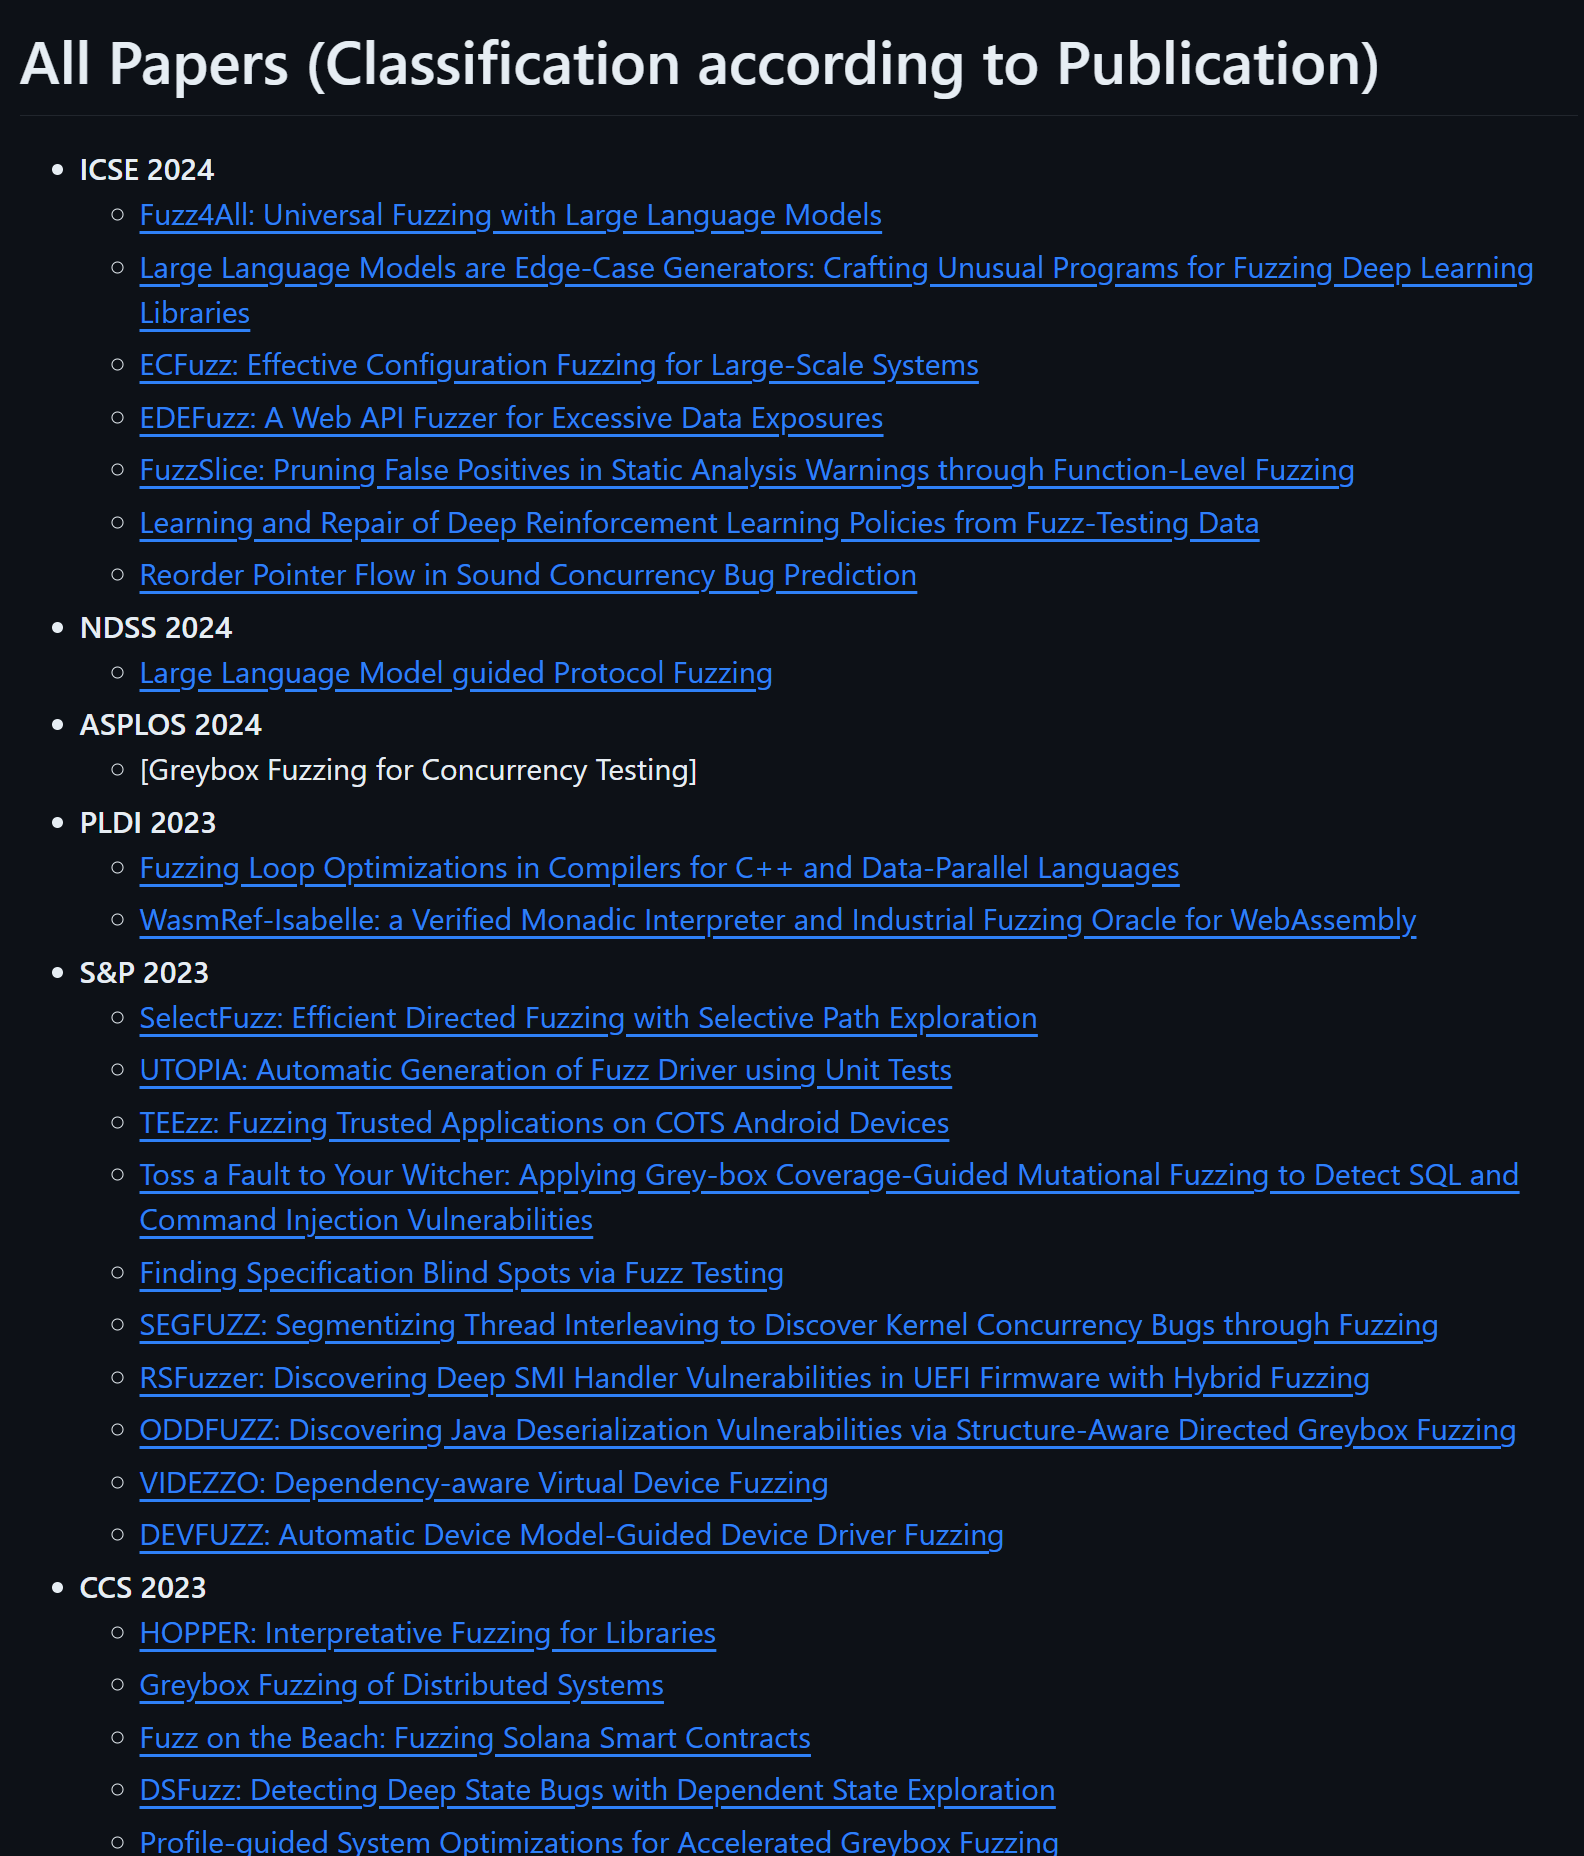 All Papers (Classification according to Publication)
ICSE 2024
Fuzz4All: Universal Fuzzing with Large Language Models
Large Language Models are Edge-Case Generators: Crafting Unusual Programs for Fuzzing Deep Learning
Libraries
ECFuzz: Effective Configuration Fuzzing for Large-Scale Systems
EDEFuzz: A Web API Fuzzer for Excessive Data Exposures
FuzzSlice: Pruning False Positives in Static Analysis Warnings through Function-Level Fuzzing
Learning and Repair of Deep Reinforcement Learning Policies from Fuzz-Testing Data
Reorder Pointer Flow in Sound Concurrency Bug Prediction
NDSS 2024
Large Language Model guided Protocol Fuzzing
ASPLOS 2024
[Greybox Fuzzing for Concurrency Testing]
PLDI 2023
Fuzzing Loop Optimizations in Compilers for C++ and Data-Parallel Languages
WasmRef-Isabelle: a Verified Monadic Interpreter and Industrial Fuzzing Oracle for WebAssembly
S&P 2023
SelectFuzz: Efficient Directed Fuzzing with Selective Path Exploration
UTOPIA: Automatic Generation of Fuzz Driver using Unit Tests
TEEzz: Fuzzing Trusted Applications on COTS Android Devices
Toss a Fault to Your Witcher: Applying Grey-box Coverage-Guided Mutational Fuzzing to Detect SQL and
Command Injection Vulnerabilities
Finding Specification Blind Spots via Fuzz Testing
SEGFUZZ: Segmentizing Thread Interleaving to Discover Kernel Concurrency Bugs through Fuzzing
RSFuzzer: Discovering Deep SMI Handler Vulnerabilities in UEFI Firmware with Hybrid Fuzzing
ODDFUZZ: Discovering Java Deserialization Vulnerabilities via Structure-Aware Directed Greybox Fuzzing
VIDEZZO: Dependency-aware Virtual Device Fuzzing
DEVFUZZ: Automatic Device Model-Guided Device Driver Fuzzing
CCS 2023
HOPPER: Interpretative Fuzzing for Libraries
Greybox Fuzzing of Distributed Systems
Fuzz on the Beach: Fuzzing Solana Smart Contracts
DSFuzz: Detecting Deep State Bugs with Dependent State Exploration
Profile-guided System Optimizations for Accelerated Greybox Fuzzing